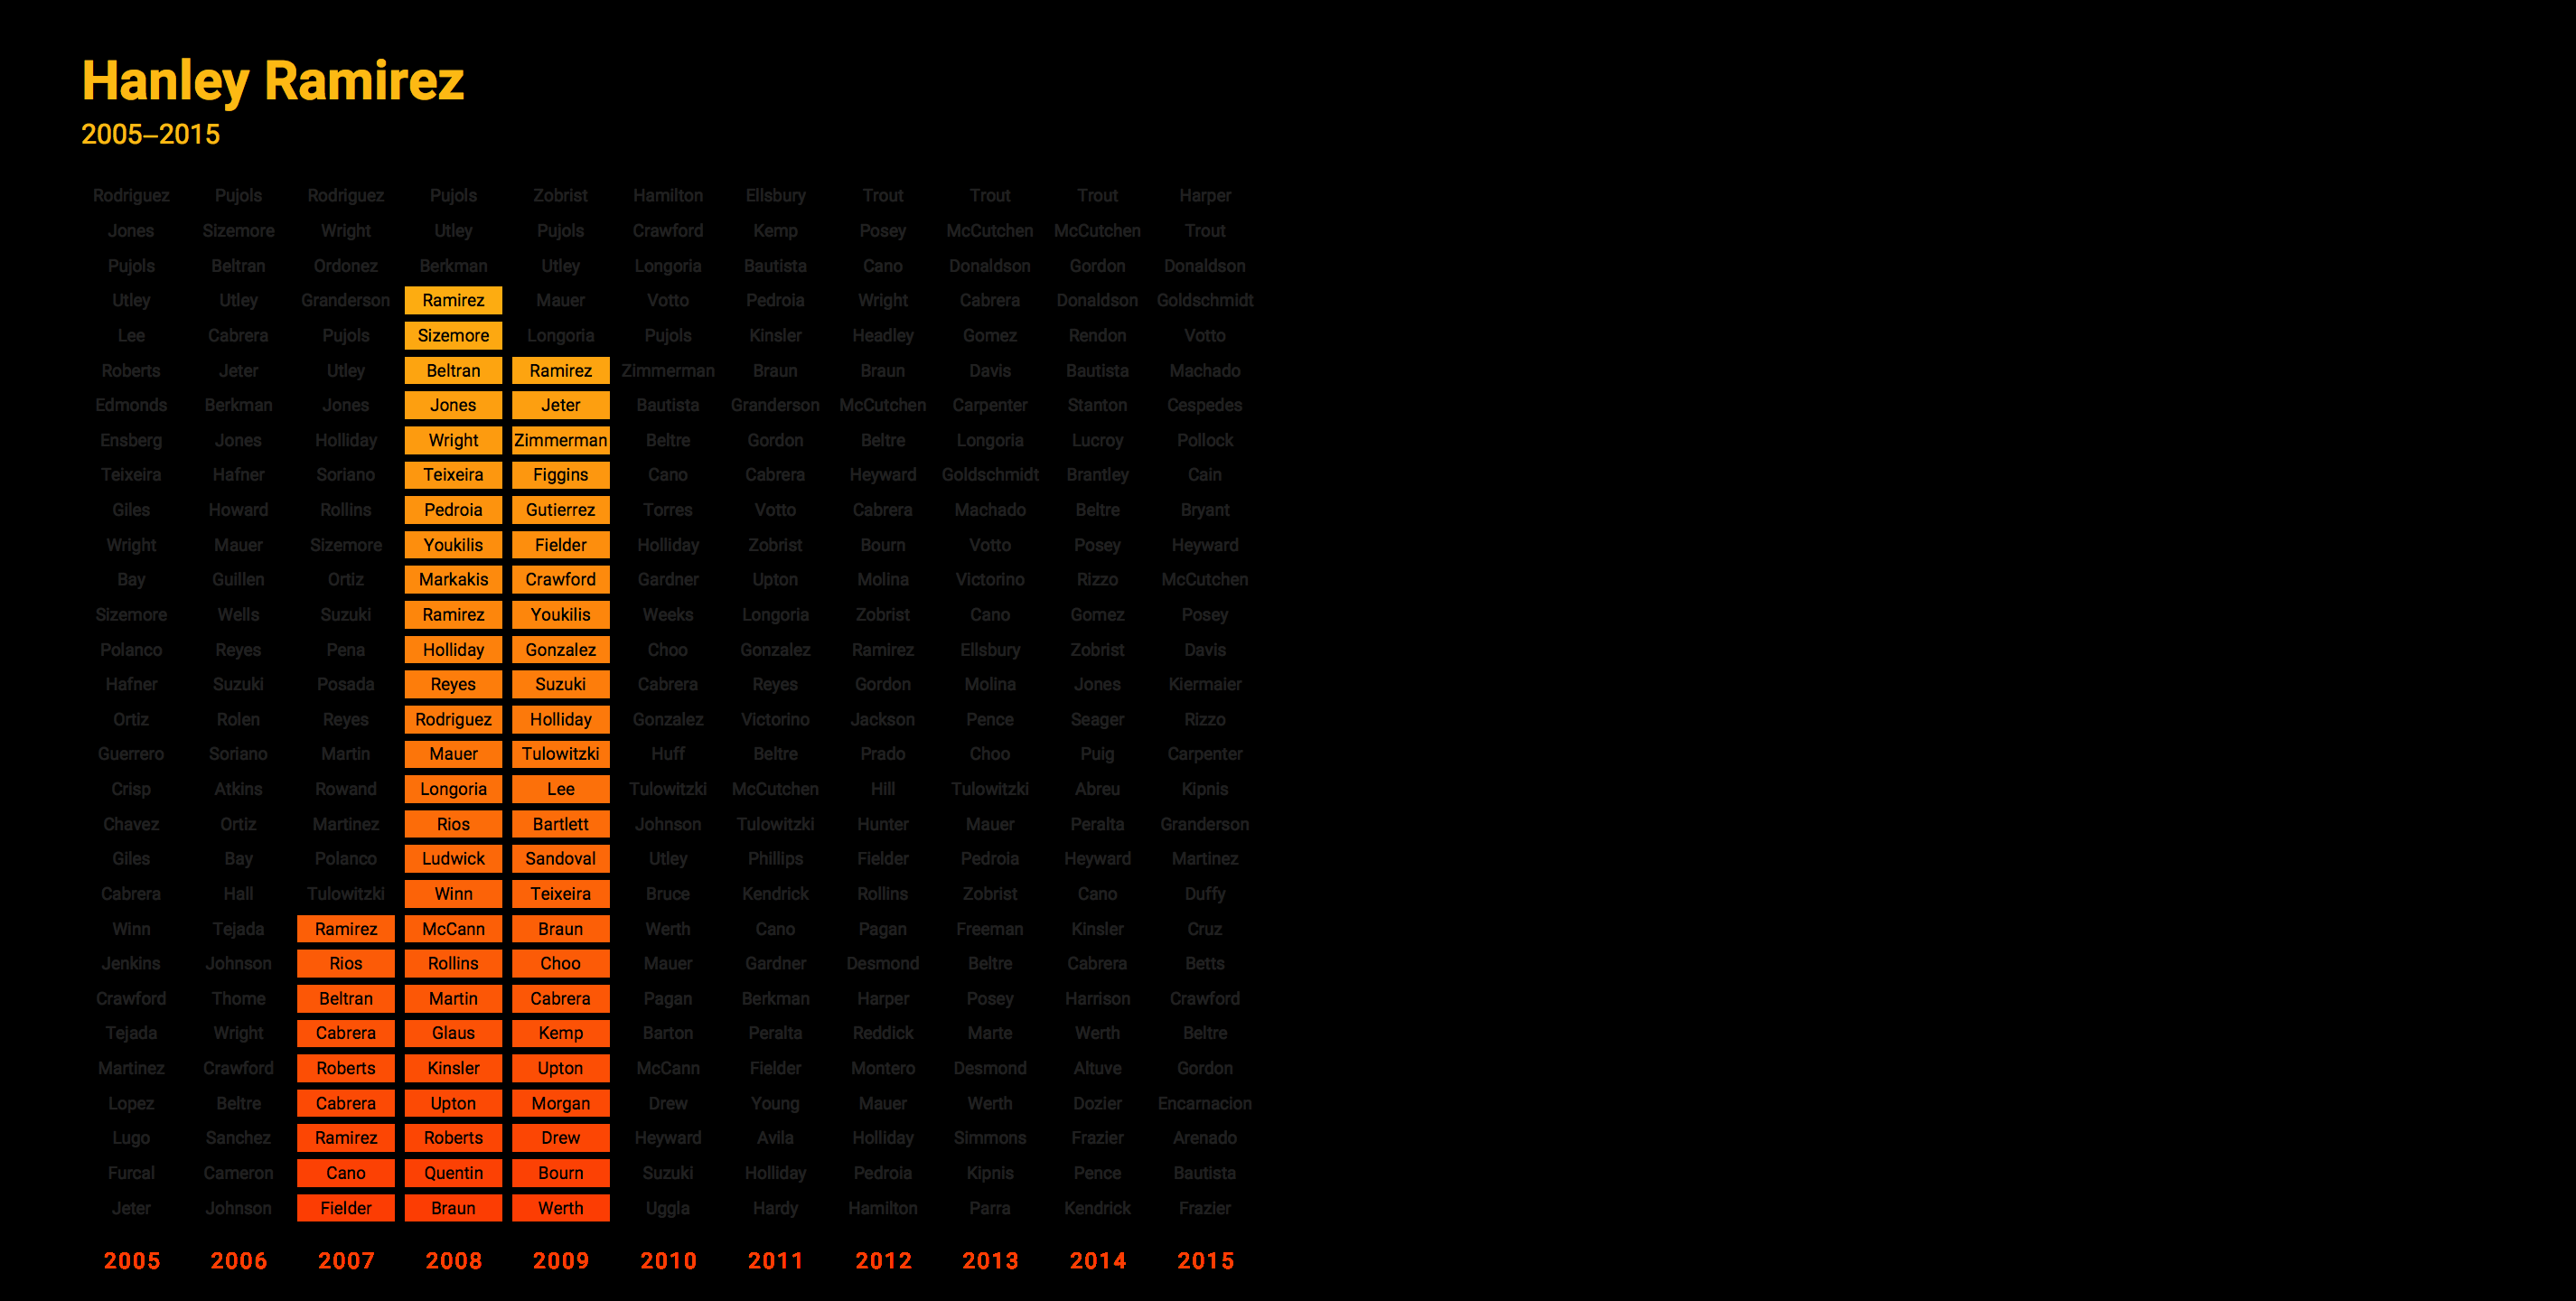 Hanley Ramirez
2005–2015
Rodriguez Pujols Rodriguez Pujols Zobrist Hamilton Ellsbury Trout Trout Trout Harper
Jones Sizemore Wright Utley Pujols Crawford Kemp Posey McCutchen McCutchen Trout
Pujols Beltran Ordonez Berkman Utley Longoria Bautista Cano Donaldson Gordon Donaldson
Utley Utley Granderson Ramirez Mauer Votto Pedroia Wright Cabrera Donaldson Goldschmidt
Lee Cabrera Pujols Sizemore Longoria Pujols Kinsler Headley Gomez Rendon Votto
Roberts Jeter Utley Beltran Ramirez Zimmerman Braun Braun Davis Bautista Machado
Edmonds Berkman Jones Jones Jeter Bautista Granderson McCutchen Carpenter Stanton Cespedes
Ensberg Jones Holliday Wright Zimmerman Beltre Gordon Beltre Longoria Lucroy Pollock
Teixeira Hafner Soriano Teixeira Figgins Cano Cabrera Heyward Goldschmidt Brantley Cain
Giles Howard Rollins Pedroia Gutierrez Torres Votto Cabrera Machado Beltre Bryant
Wright Mauer Sizemore Youkilis Fielder Holliday Zobrist Bourn Votto Posey Heyward
Bay Guillen Ortiz Markakis Crawford Gardner Upton Molina Victorino Rizzo McCutchen
Sizemore Wells Suzuki Ramirez Youkilis Weeks Longoria Zobrist Cano Gomez Posey
Polanco Reyes Pena Holliday Gonzalez Choo Gonzalez Ramirez Ellsbury Zobrist Davis
Hafner Suzuki Posada Reyes Suzuki Cabrera Reyes Gordon Molina Jones Kiermaier
Ortiz Rolen Reyes Rodriguez Holliday Gonzalez Victorino Jackson Pence Seager Rizzo
Guerrero Soriano Martin Mauer Tulowitzki Huff Beltre Prado Choo Puig Carpenter
Crisp Atkins Rowand Longoria Lee Tulowitzki McCutchen Hill Tulowitzki Abreu Kipnis
Chavez Ortiz Martinez Rios Bartlett Johnson Tulowitzki Hunter Mauer Peralta Granderson
Giles Bay Polanco Ludwick Sandoval Utley Phillips Fielder Pedroia Heyward Martinez
Cabrera Hall Tulowitzki Winn Teixeira Bruce Kendrick Rollins Zobrist Cano Duffy
Winn Tejada Ramirez McCann Braun Werth Cano Pagan Freeman Kinsler Cruz
Jenkins Johnson Rios Rollins Choo Mauer Gardner Desmond Beltre Cabrera Betts
Crawford Thome Beltran Martin Cabrera Pagan Berkman Harper Posey Harrison Crawford
Tejada Wright Cabrera Glaus Kemp Barton Peralta Reddick Marte Werth Beltre
Martinez Crawford Roberts Kinsler Upton McCann Fielder Montero Desmond Altuve Gordon
Lopez Beltre Cabrera Upton Morgan Drew Young Mauer Werth Dozier Encarnacion
Lugo Sanchez Ramirez Roberts Drew Heyward Avila Holliday Simmons Frazier Arenado
Furcal Cameron Cano Quentin Bourn Suzuki Holliday Pedroia Kipnis Pence Bautista
Jeter Johnson Fielder Braun Werth Uggla Hardy Hamilton Parra Kendrick Frazier
2005 2006 2007 2008 2009 2010 2011 2012 2013 2014 2015